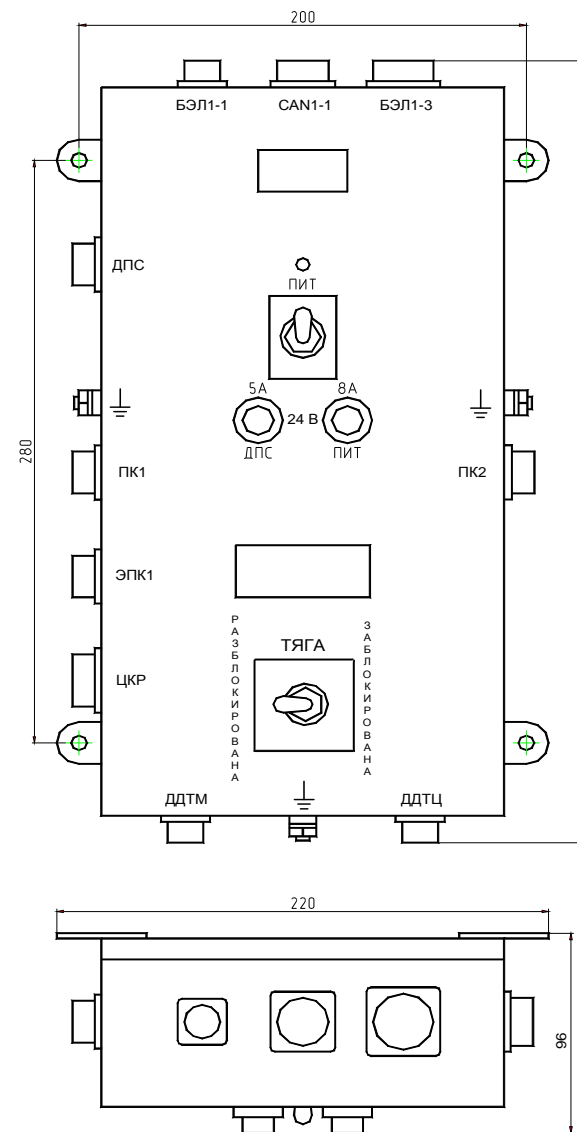 200
БЭЛ1-1 CAN1-1 БЭЛ1-3
ДПС
ПИТ
5А 8А
24 В
ДПС ПИТ
280
ПК1 ПК2
ЭПК1
ТЯГА
РАЗБЛОКИРОВАНА
ЗАБЛОКИРОВАНА
ЦКР
ДДТМ ДДТЦ
220
96